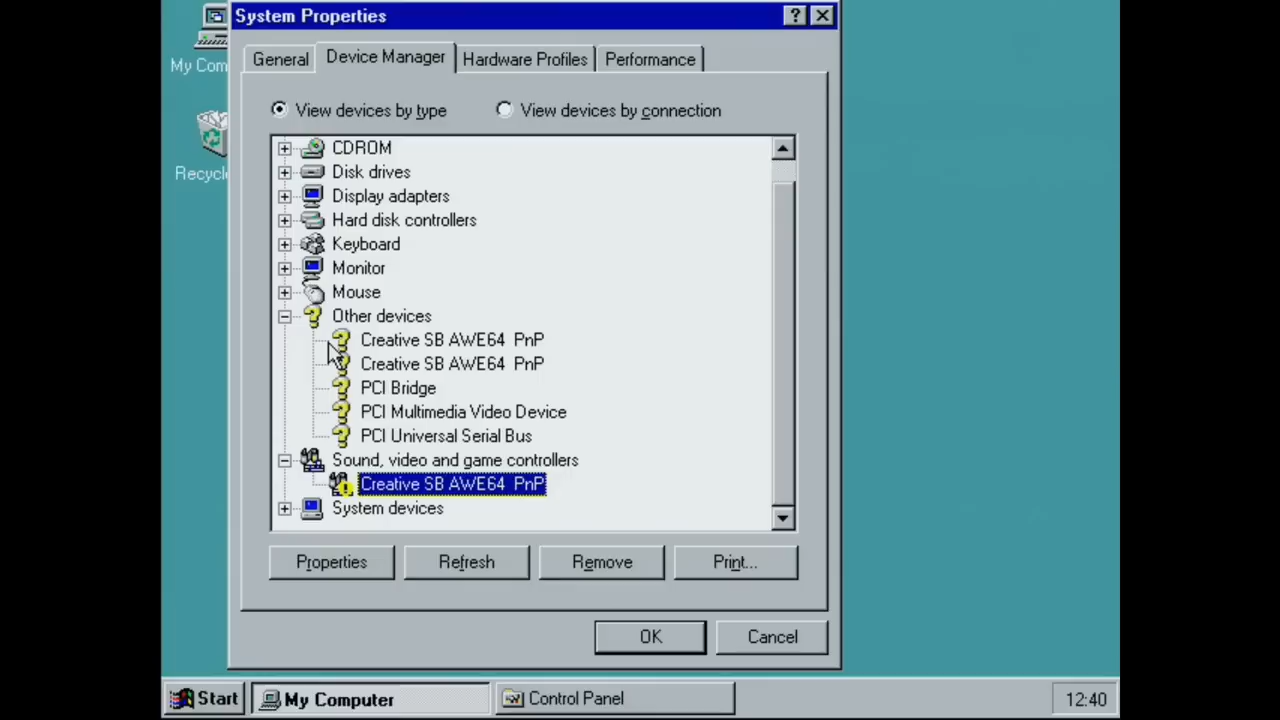 System Properties
My Com
Recycl
General
Device Manager
Hardware Profiles
Performance
View devices by type
View devices by connection
CDROM
Disk drives
Display adapters
Hard disk controllers
Keyboard
Monitor
Mouse
Other devices
Creative SB AWE64 PnP
Creative SB AWE64 PnP
PCI Bridge
PCI Multimedia Video Device
PCI Universal Serial Bus
Sound, video and game controllers
Creative SB AWE64 PnP
System devices
Properties
Refresh
Remove
Print...
OK
Cancel
Start
My Computer
Control Panel
12:40